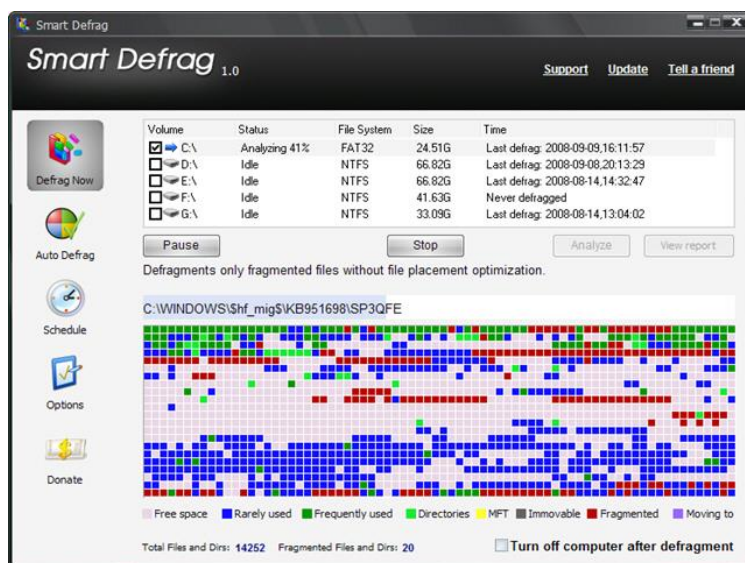 Smart Defrag
Smart Defrag 1.0
Support Update Tell a friend
Volume Status File System Size Time
C:\ Analyzing 41% FAT32 24.51G Last defrag: 2008-09-09,16:11:57
D:\ Idle NTFS 66.82G Last defrag: 2008-09-08,20:13:29
E:\ Idle NTFS 66.82G Last defrag: 2008-08-14,14:32:47
F:\ Idle NTFS 41.63G Never defragged
G:\ Idle NTFS 33.09G Last defrag: 2008-08-14,13:04:02
Defrag Now
Auto Defrag
Schedule
Options
Donate
Pause Stop Analyze View report
Defragments only fragmented files without file placement optimization.
C:\WINDOWS\$hf_mig$\KB951698\SP3QFE
Free space Rarely used Frequently used Directories MFT Immovable Fragmented Moving to
Total Files and Dirs: 14252 Fragmented Files and Dirs: 20 Turn off computer after defragment